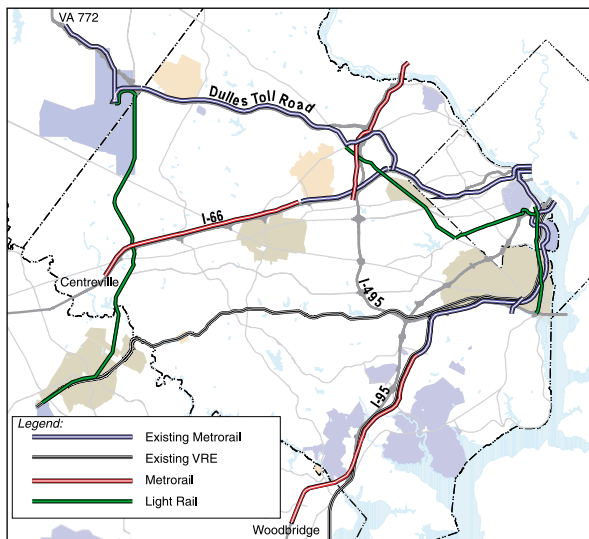 VA 772
Dulles Toll Road
I-66
Centreville
I-495
I-95
Legend:
Existing Metrorail
Existing VRE
Metrorail
Light Rail
Woodbridge